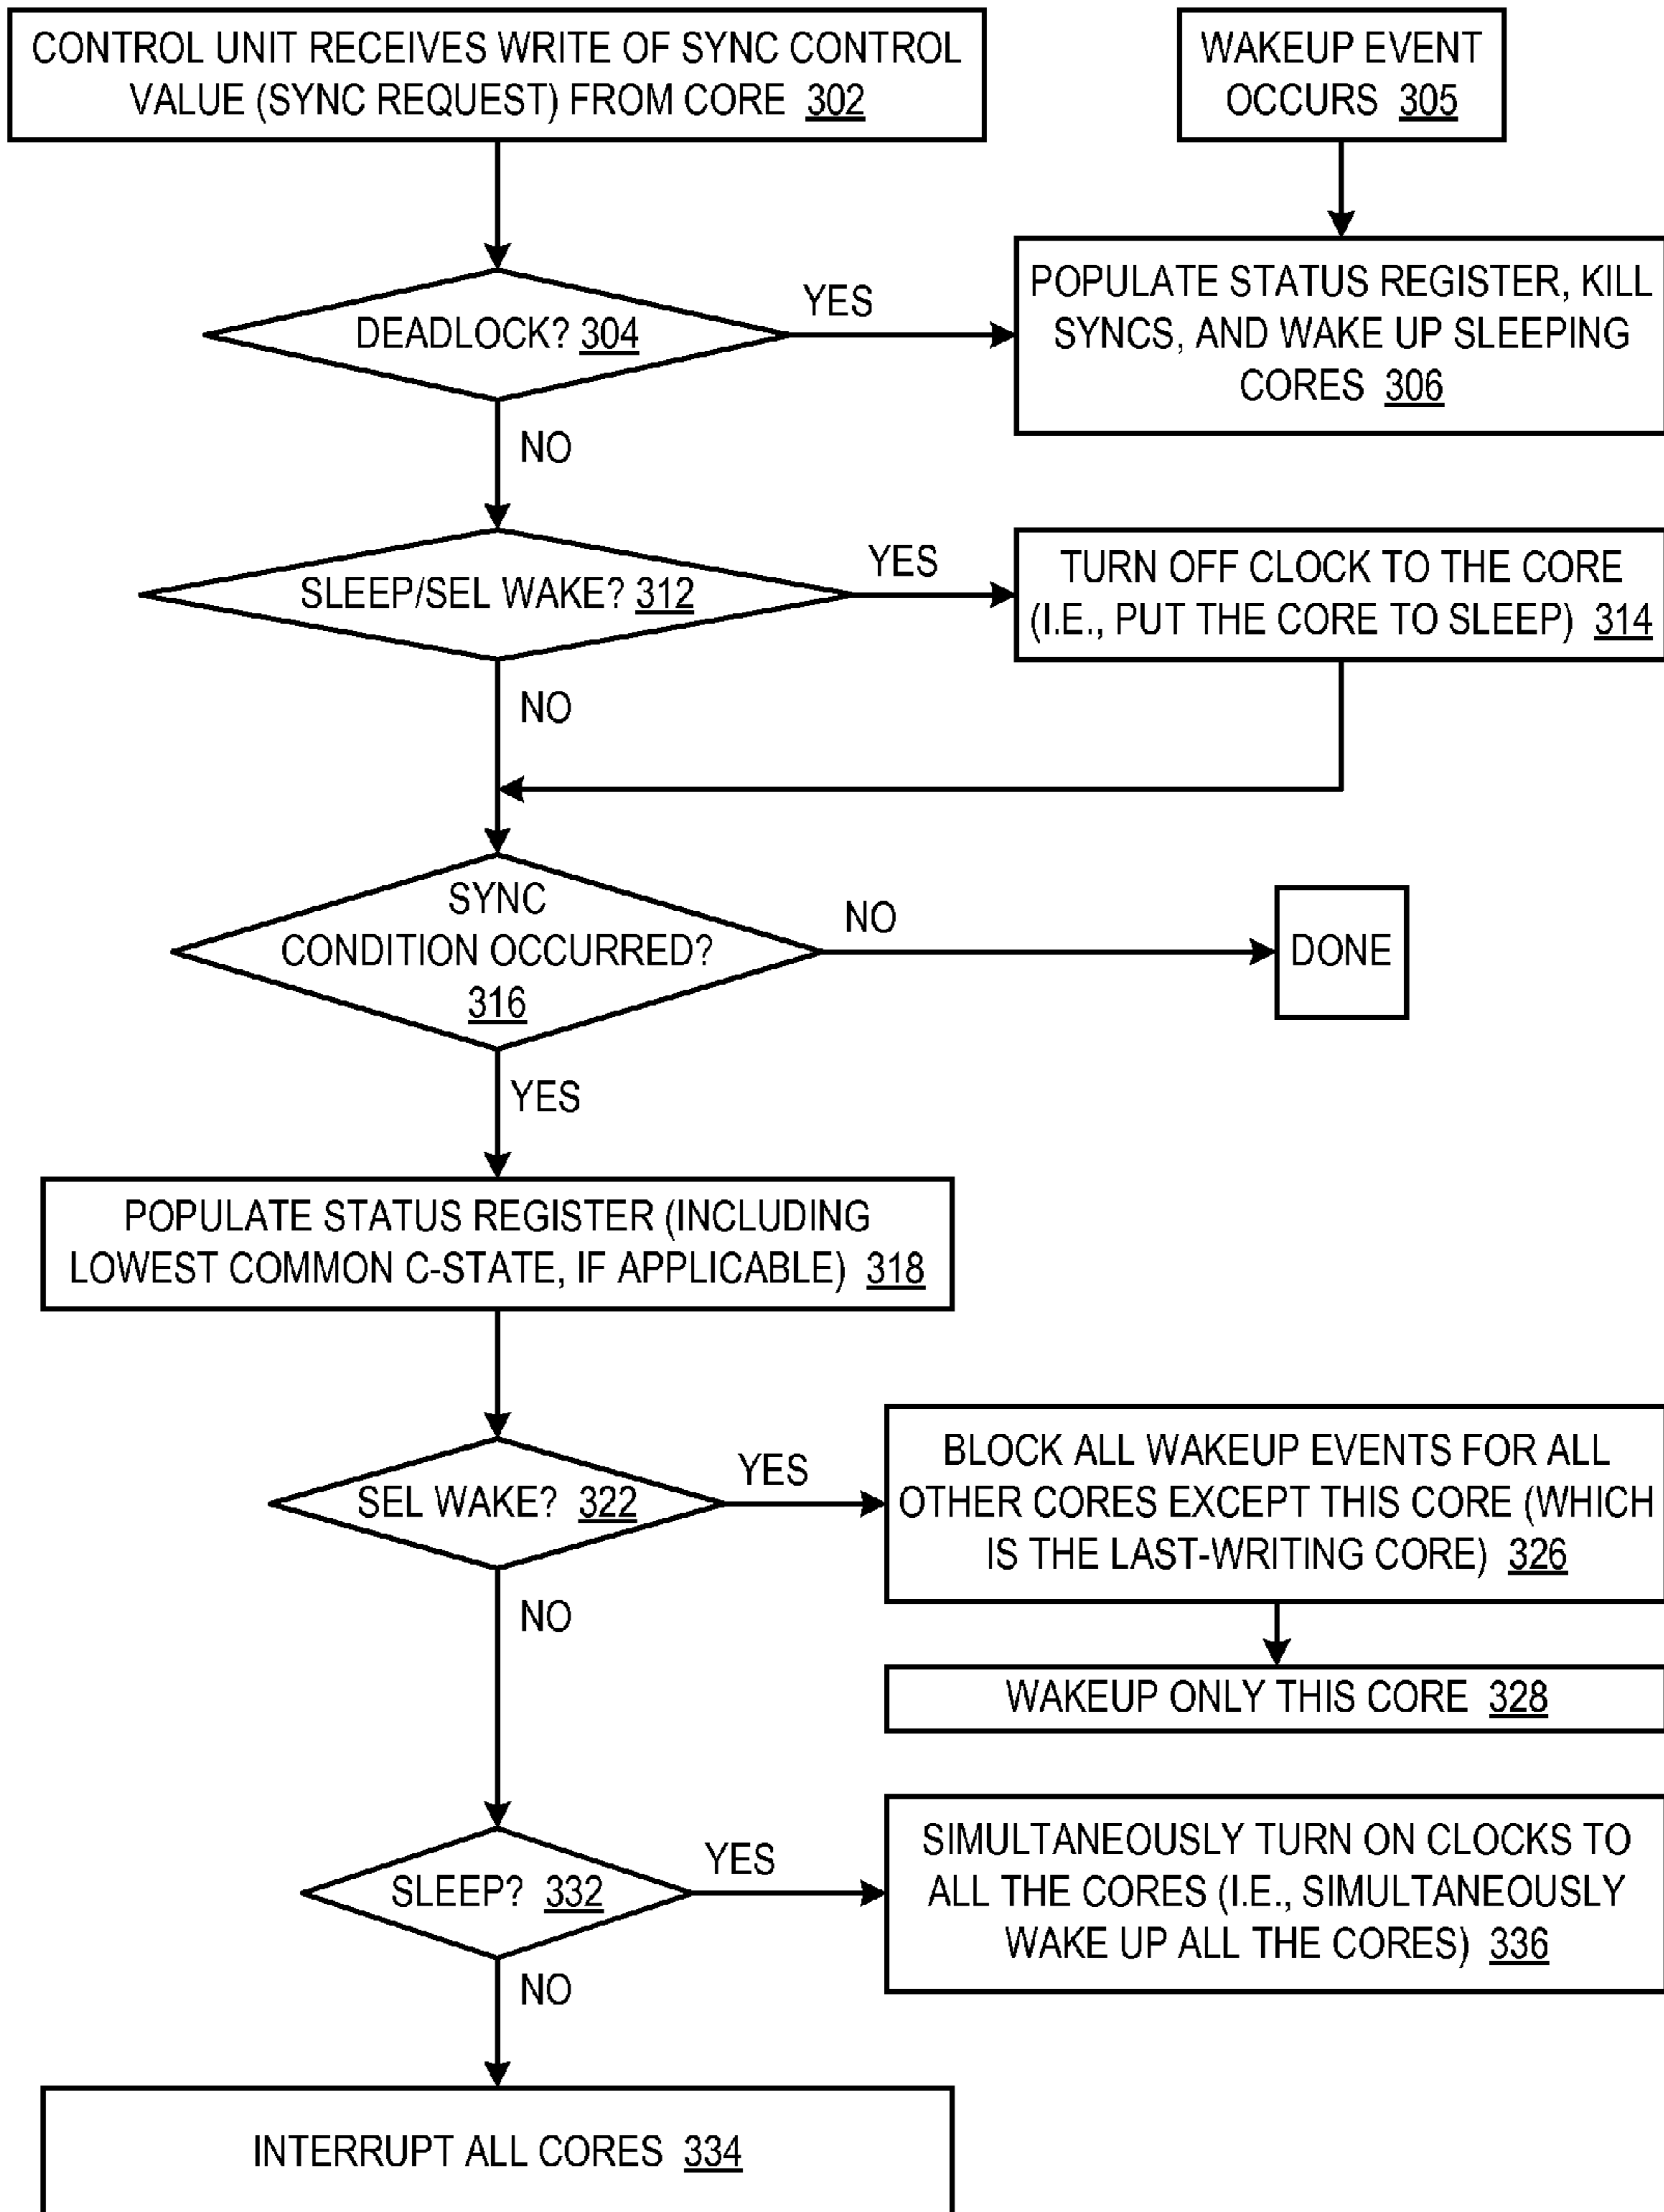 CONTROL UNIT RECEIVES WRITE OF SYNC CONTROL
VALUE (SYNC REQUEST) FROM CORE 302
WAKEUP EVENT
OCCURS 305
DEADLOCK? 304
YES
POPULATE STATUS REGISTER, KILL
SYNCS, AND WAKE UP SLEEPING
CORES 306
NO
SLEEP/SEL WAKE? 312
YES
TURN OFF CLOCK TO THE CORE
(I.E., PUT THE CORE TO SLEEP) 314
NO
SYNC
CONDITION OCCURRED?
316
NO
DONE
YES
POPULATE STATUS REGISTER (INCLUDING
LOWEST COMMON C-STATE, IF APPLICABLE) 318
SEL WAKE? 322
YES
BLOCK ALL WAKEUP EVENTS FOR ALL
OTHER CORES EXCEPT THIS CORE (WHICH
IS THE LAST-WRITING CORE) 326
NO
WAKEUP ONLY THIS CORE 328
SLEEP? 332
YES
SIMULTANEOUSLY TURN ON CLOCKS TO
ALL THE CORES (I.E., SIMULTANEOUSLY
WAKE UP ALL THE CORES) 336
NO
INTERRUPT ALL CORES 334